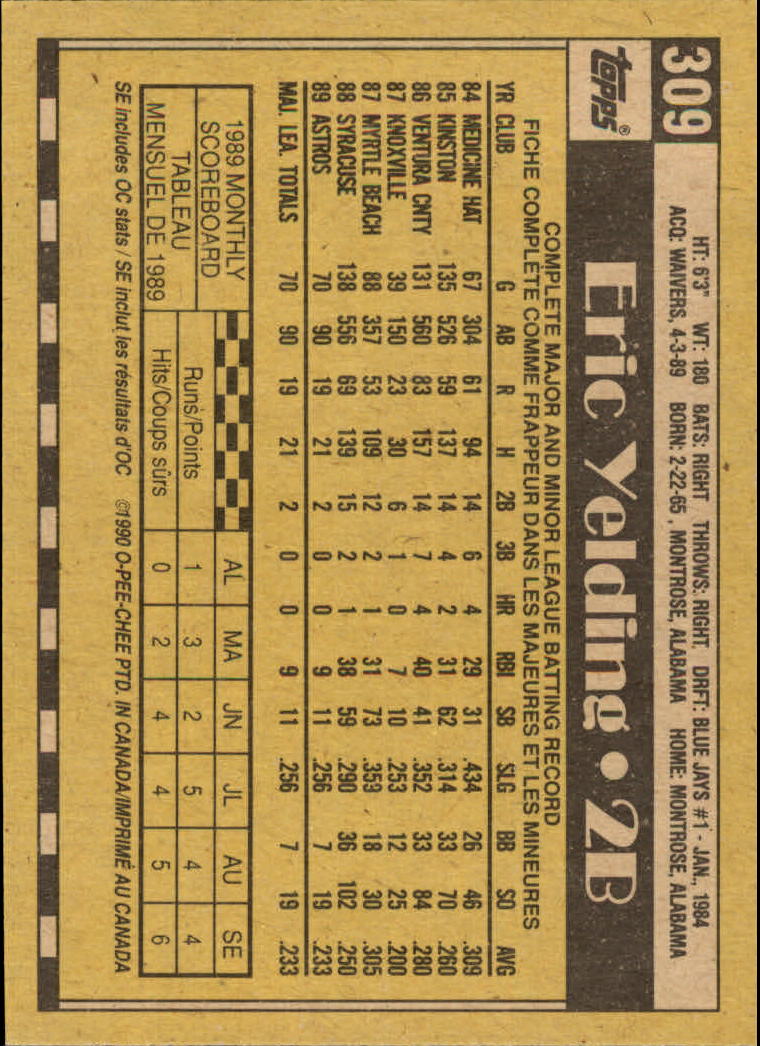 309
HT: 6'3" WT: 180 BATS: RIGHT THROWS: RIGHT, DRFT: BLUE JAYS #1 - JAN., 1984
ACQ: WAIVERS, 4-3-89 BORN: 2-22-65, MONTROSE, ALABAMA HOME: MONTROSE, ALABAMA
topps® Eric Yelding • 2B
COMPLETE MAJOR AND MINOR LEAGUE BATTING RECORD
FICHE COMPLÈTE COMME FRAPPEUR DANS LES MAJEURES ET LES MINEURES
YR CLUB G AB R H 2B 3B HR RBI SB SLG BB SO AVG
84 MEDICINE HAT 67 304 61 94 14 6 4 29 31 .434 26 46 .309
85 KINSTON 135 526 59 137 14 4 2 31 62 .314 33 70 .260
86 VENTURA CNTY 131 560 83 157 14 7 4 40 41 .352 33 84 .280
87 KNOXVILLE 39 150 23 30 6 1 0 7 10 .253 12 25 .200
87 MYRTLE BEACH 88 357 53 109 12 2 1 31 73 .359 18 30 .305
88 SYRACUSE 138 556 69 139 15 2 1 38 59 .290 36 102 .250
89 ASTROS 70 90 19 21 2 0 0 9 11 .256 7 19 .233
MAJ. LEA. TOTALS 70 90 19 21 2 0 0 9 11 .256 7 19 .233
1989 MONTHLY
SCOREBOARD
TABLEAU
MENSUEL DE 1989
AL MA JN JL AU SE
Runs/Points 1 3 2 5 4 4
Hits/Coups sûrs 0 2 4 4 5 6
SE includes OC stats / SE inclut les résultats d'OC ©1990 O-PEE-CHEE PTD. IN CANADA/IMPRIMÉ AU CANADA